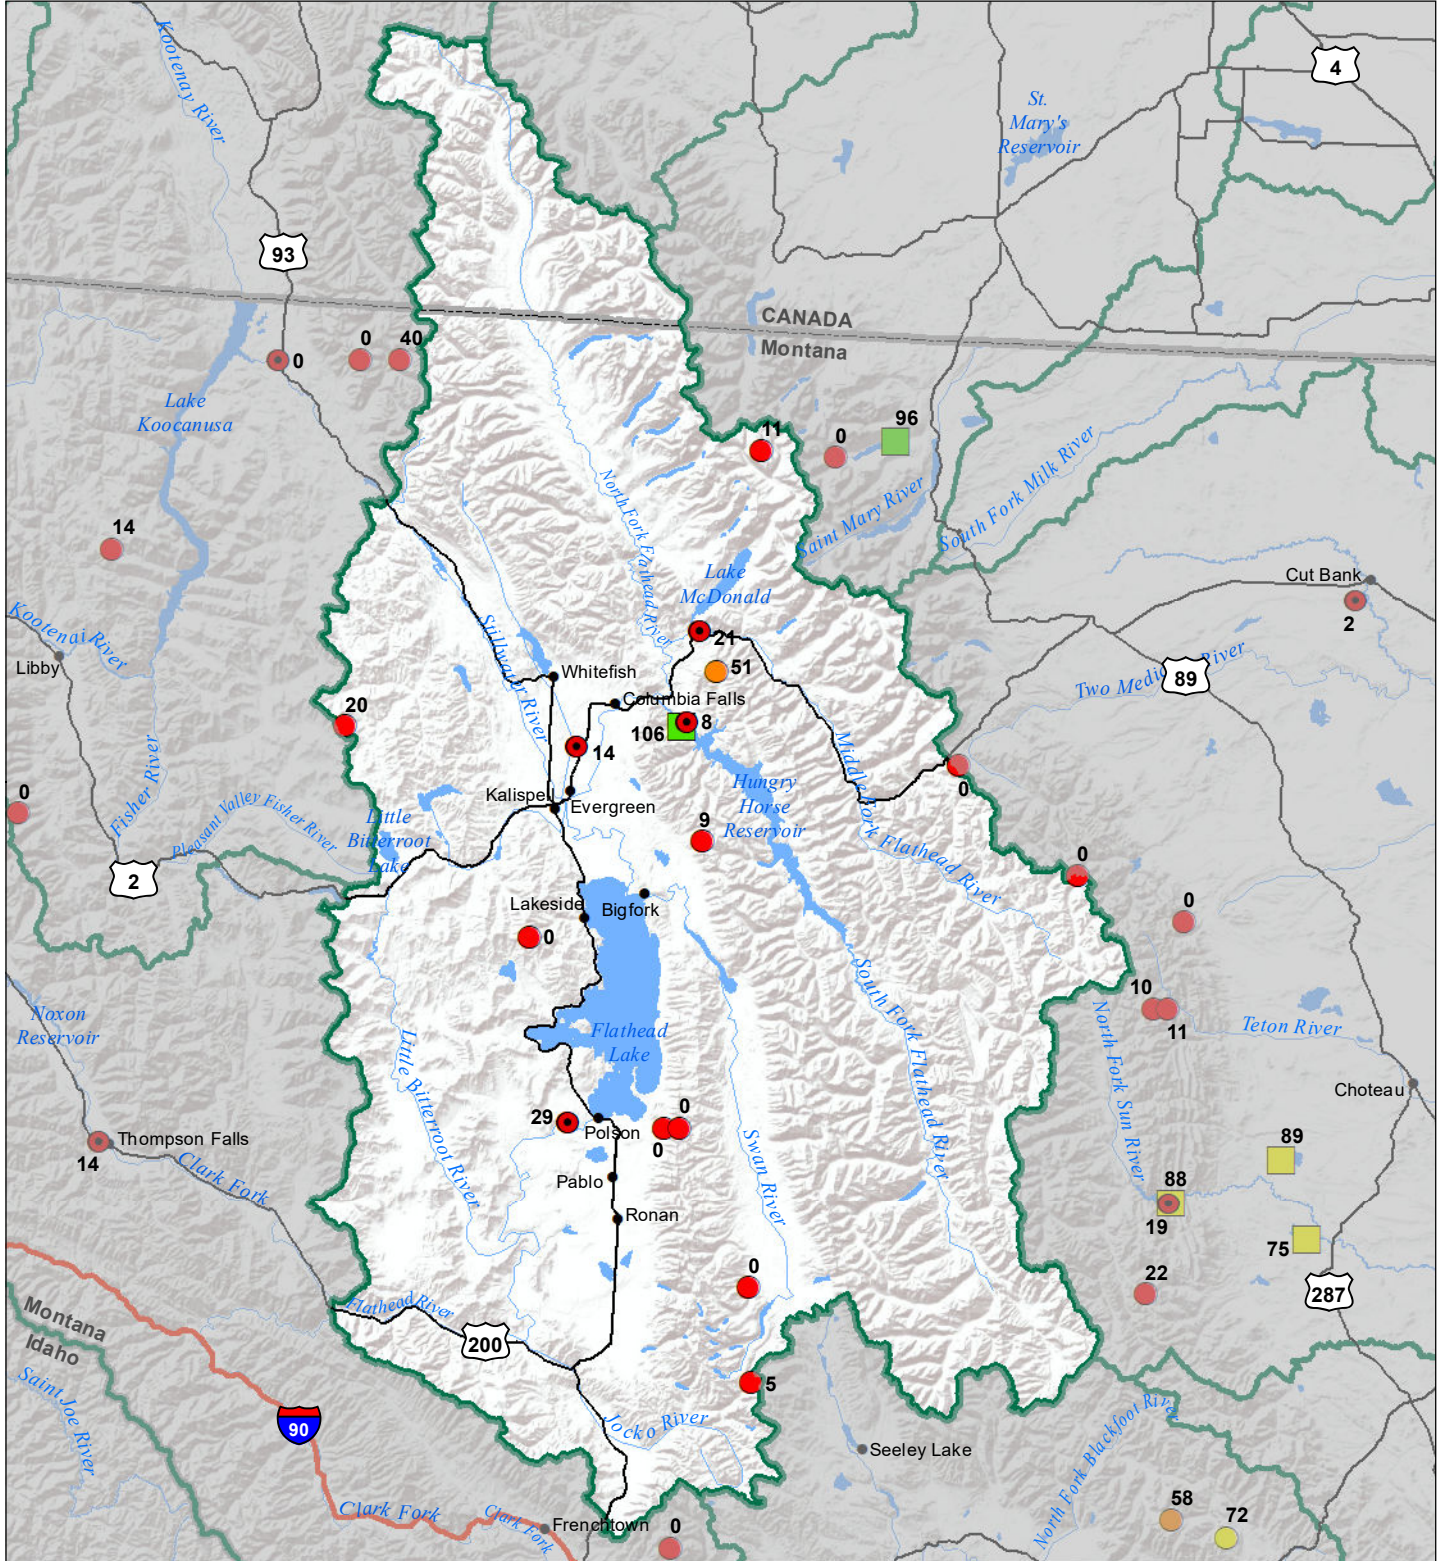 Kootenay River
4
St.
Mary's
Reservoir
93
CANADA
Montana
0
0
40
Lake
Koocanusa
11
0
96
North Fork Flathead River
Saint Mary River
South Fork Milk River
14
Lake
McDonald
Cut Bank
2
Kootenai River
Libby
Stillwater River
21
Whitefish
51
Two Medic River
89
Columbia Falls
20
106
8
14
Middle Fork Flathead River
0
Fisher River
Hungry
Horse
Reservoir
Kalispell
Evergreen
0
Little
Bitterroot
Lake
Pleasant Valley Fisher River
9
2
0
Lakeside
Bigfork
0
0
South Fork Flathead River
10
11
Noxon
Reservoir
North Fork Sun River
Teton River
Flathead
Lake
Little Bitterroot River
Choteau
29
0
0
Polson
Thompson Falls
14
Clark Fork
Swan River
89
Pablo
88
19
Ronan
75
0
22
287
Flathead River
Montana
Idaho
200
Saint Joe River
5
Jocko River
90
North Fork Blackfoot River
Seeley Lake
Clark Fork
Clark Fork
Frenchtown
0
58
72